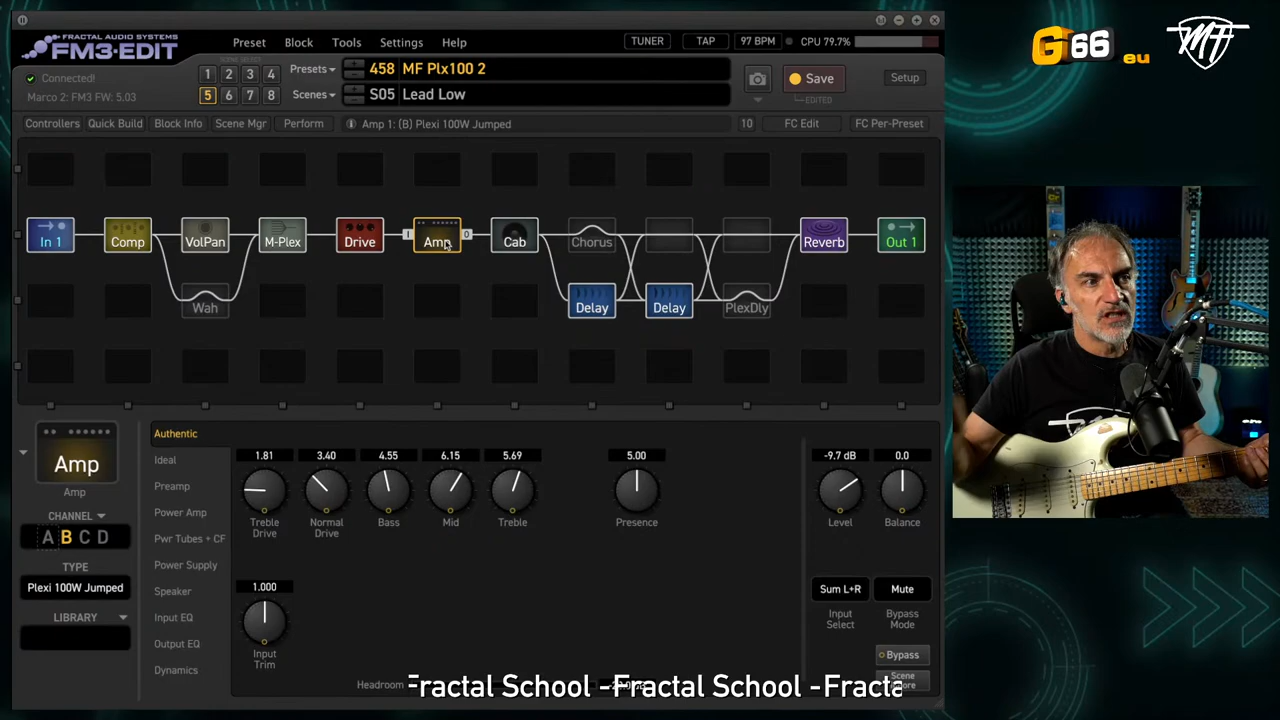 FRACTAL AUDIO SYSTEMS
FM3-EDIT
Preset Block Tools Settings Help
TUNER TAP 97 BPM CPU 79.7%
Connected!
Marco 2: FM3 FW: 5.03
SCENE SELECT
1 2 3 4
5 6 7 8
Presets 458 MF Plx100 2
Scenes S05 Lead Low
Save
EDITED
Setup
Controllers Quick Build Block Info Scene Mgr Perform Amp 1: (B) Plexi 100W Jumped 10 FC Edit FC Per-Preset
In 1 Comp VolPan M-Plex Drive I Amp O Cab Chorus Reverb Out 1
Wah Delay Delay PlexDly
Amp
Amp
CHANNEL
A B C D
TYPE
Plexi 100W Jumped
LIBRARY
Authentic
Ideal
Preamp
Power Amp
Pwr Tubes + CF
Power Supply
Speaker
Input EQ
Output EQ
Dynamics
1.81 3.40 4.55 6.15 5.69 5.00 -9.7 dB 0.0
Treble Drive Normal Drive Bass Mid Treble Presence Level Balance
1.000
Input Trim
Sum L+R Mute
Input Select Bypass Mode
Bypass
Scene
Headroom
Fractal School -Fractal School -Fracta
G66 eu
MF